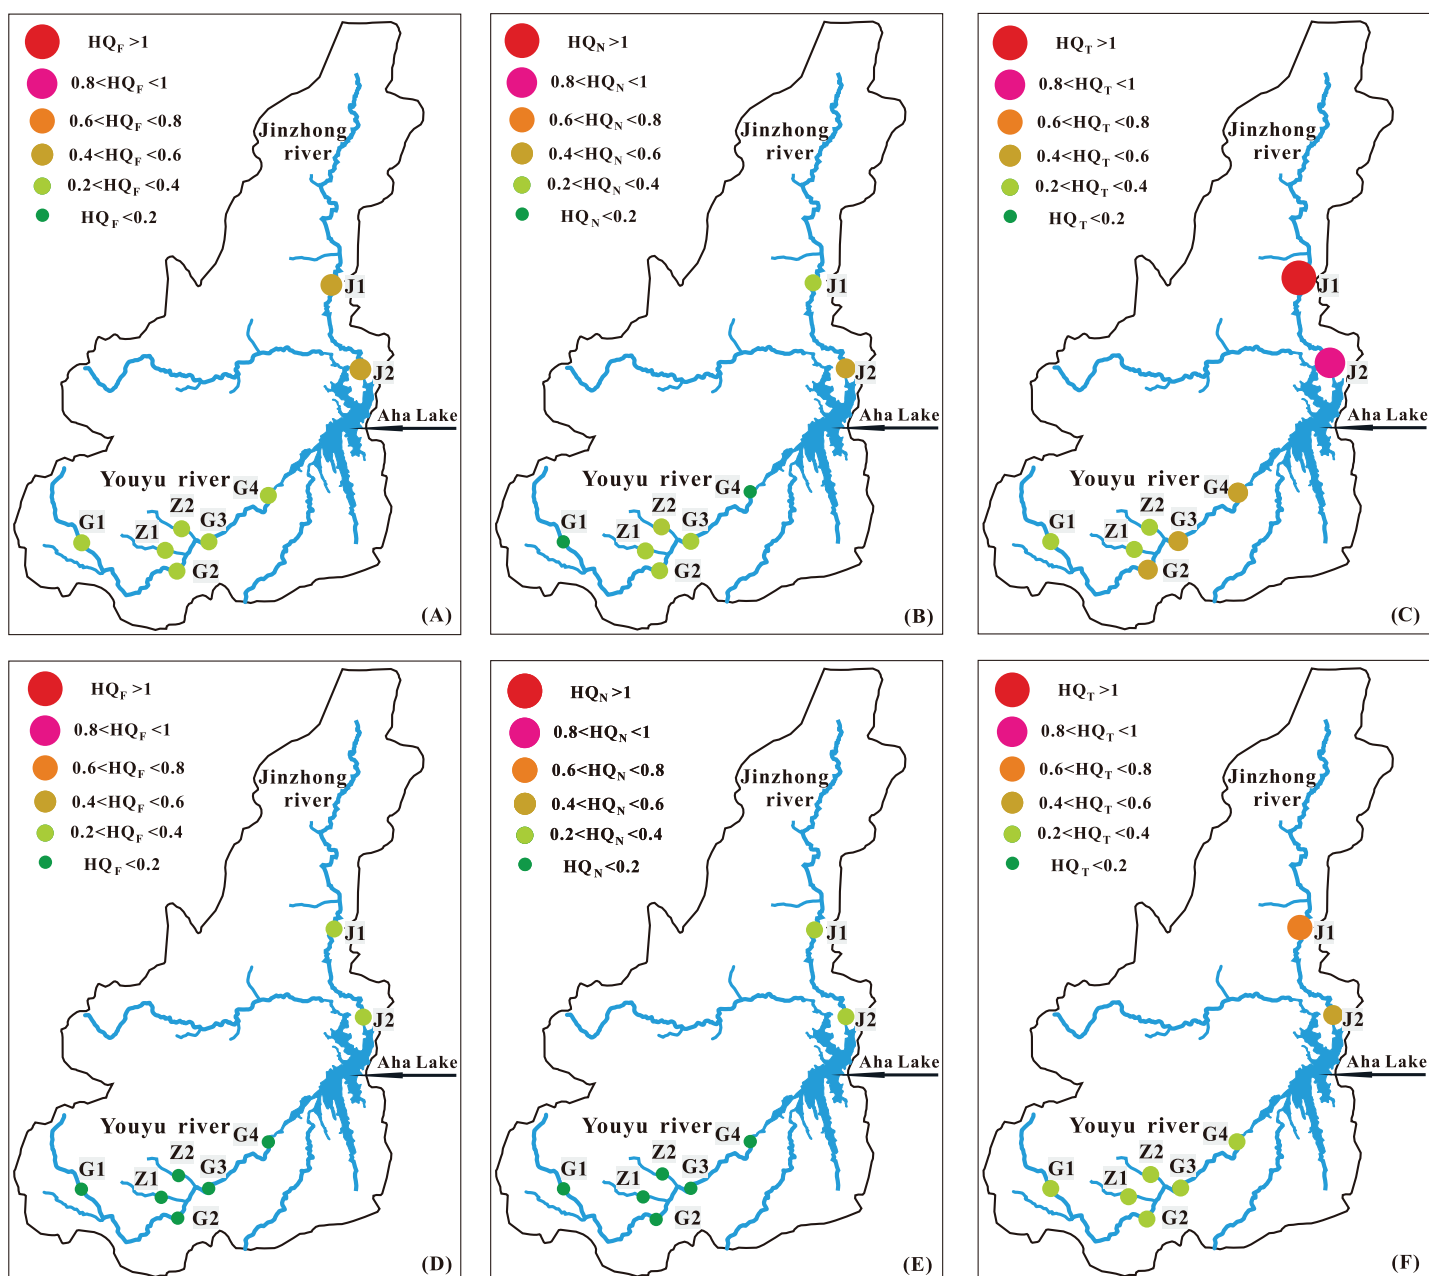 HQF >1
0.8<HQF <1
0.6<HQF <0.8
0.4<HQF <0.6
0.2<HQF <0.4
HQF <0.2
Jinzhong
river
J1
J2
Aha Lake
Youyu river
G4
Z2
G3
G1
Z1
G2
(A)
HQN >1
0.8<HQN <1
0.6<HQN <0.8
0.4<HQN <0.6
0.2<HQN <0.4
HQN <0.2
Jinzhong
river
J1
J2
Aha Lake
Youyu river
G4
Z2
G3
G1
Z1
G2
(B)
HQT >1
0.8<HQT <1
0.6<HQT <0.8
0.4<HQT <0.6
0.2<HQT <0.4
HQT <0.2
Jinzhong
river
J1
J2
Aha Lake
Youyu river
G4
Z2
G3
G1
Z1
G2
(C)
HQF >1
0.8<HQF <1
0.6<HQF <0.8
0.4<HQF <0.6
0.2<HQF <0.4
HQF <0.2
Jinzhong
river
J1
J2
Aha Lake
Youyu river
G4
Z2
G3
G1
Z1
G2
(D)
HQN >1
0.8<HQN <1
0.6<HQN <0.8
0.4<HQN <0.6
0.2<HQN <0.4
HQN <0.2
Jinzhong
river
J1
J2
Aha Lake
Youyu river
G4
Z2
G3
G1
Z1
G2
(E)
HQT >1
0.8<HQT <1
0.6<HQT <0.8
0.4<HQT <0.6
0.2<HQT <0.4
HQT <0.2
Jinzhong
river
J1
J2
Aha Lake
Youyu river
G4
Z2
G3
G1
Z1
G2
(F)